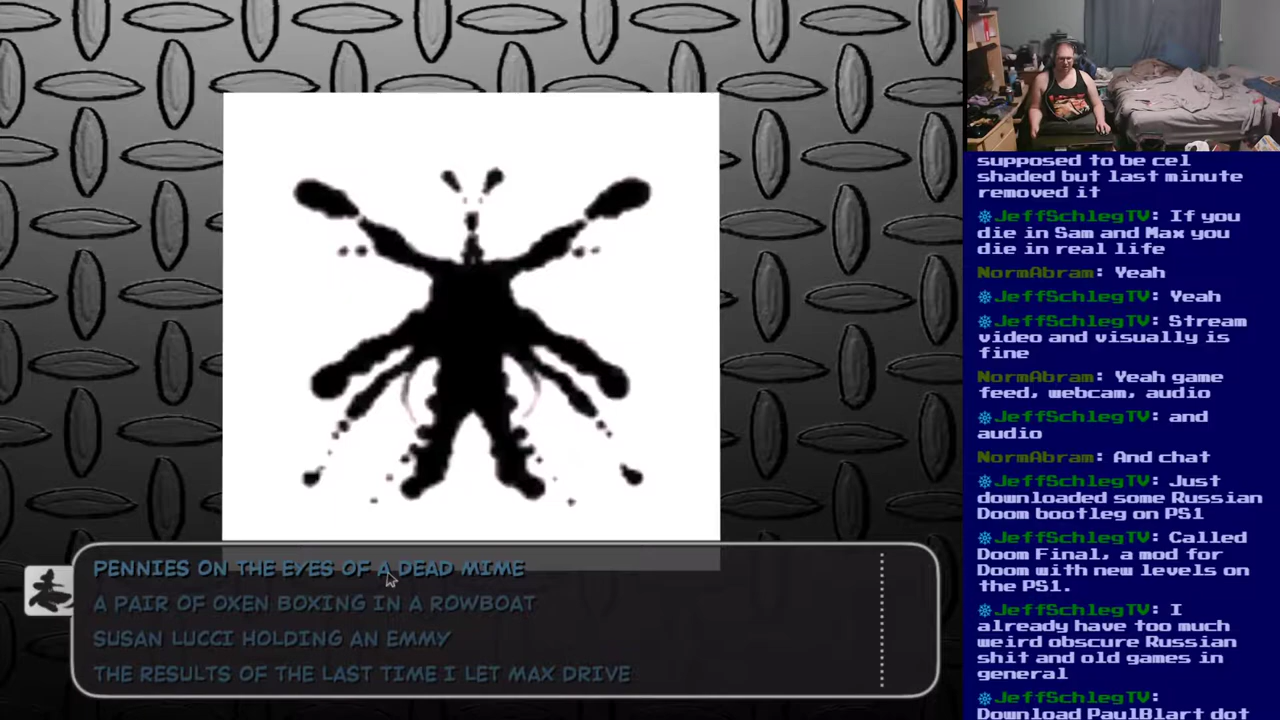 PENNIES ON THE EYES OF A DEAD MIME
A PAIR OF OXEN BOXING IN A ROWBOAT
SUSAN LUCCI HOLDING AN EMMY
THE RESULTS OF THE LAST TIME I LET MAX DRIVE
supposed to be cel
shaded but last minute
removed it
JeffSchlegTV: If you
die in Sam and Max you
die in real life
NormAbram: Yeah
JeffSchlegTV: Yeah
JeffSchlegTV: Stream
video and visually is
fine
NormAbram: Yeah game
feed, webcam, audio
JeffSchlegTV: and
audio
NormAbram: And chat
JeffSchlegTV: Just
downloaded some Russian
Doom bootleg on PS1
JeffSchlegTV: Called
Doom Final, a mod for
Doom with new levels on
the PS1.
JeffSchlegTV: I
already have too much
weird obscure Russian
shit and old games in
general
JeffSchlegTV:
Download PaulBlart dot